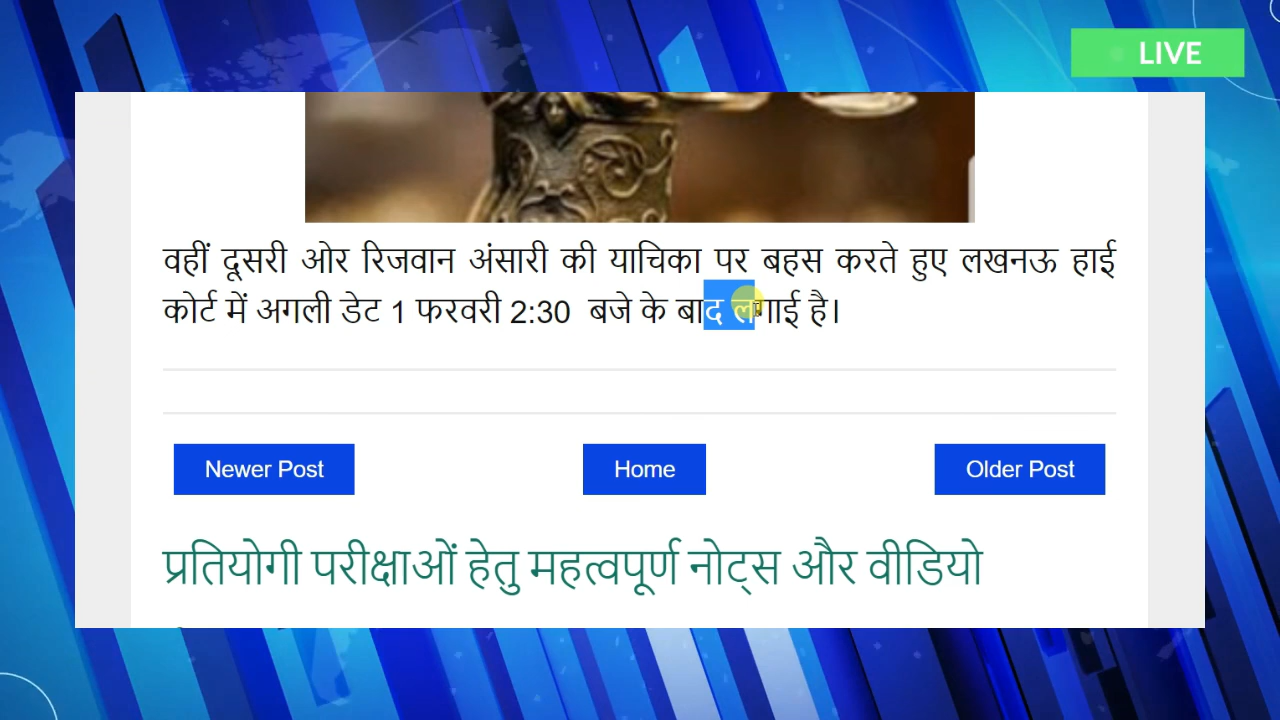 LIVE
वहीं दूसरी ओर रिजवान अंसारी की याचिका पर बहस करते हुए लखनऊ हाई
कोर्ट में अगली डेट 1 फरवरी 2:30 बजे के बाद लगाई है।
Newer Post
Home
Older Post
प्रतियोगी परीक्षाओं हेतु महत्वपूर्ण नोट्स और वीडियो